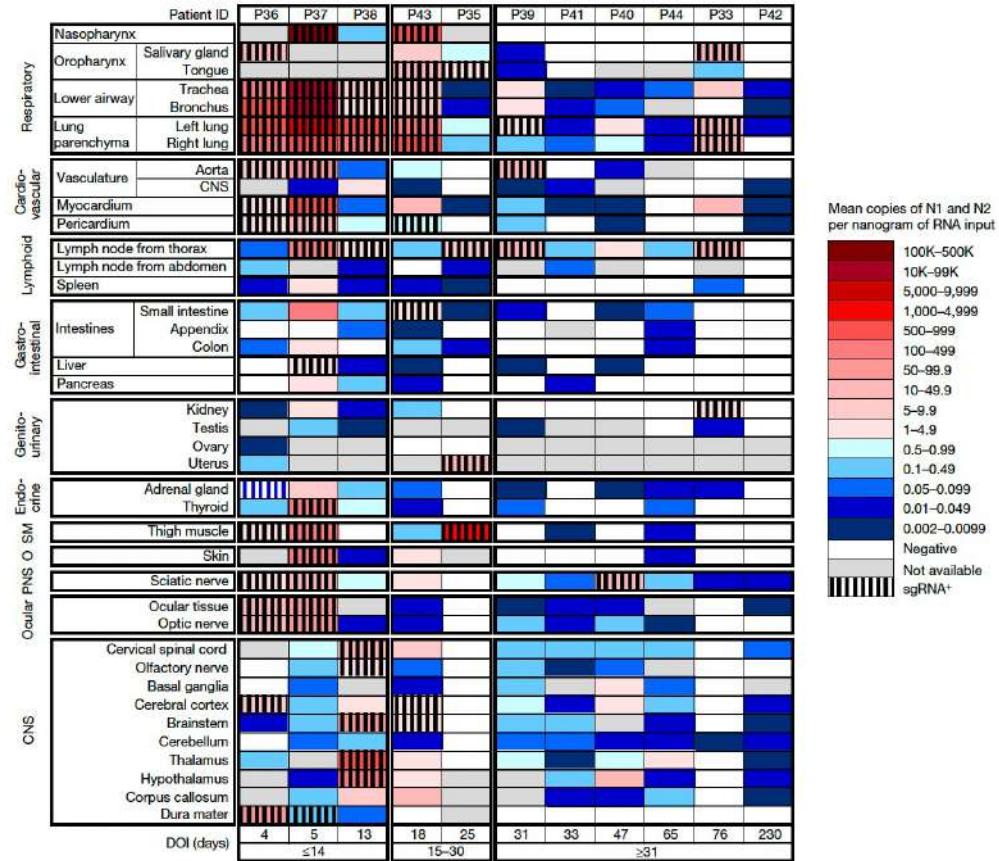 Patient ID P36 P37 P38 P43 P35 P39 P41 P40 P44 P33 P42
Respiratory
Nasopharynx
Oropharynx
Salivary gland
Tongue
Lower airway
Trachea
Bronchus
Lung parenchyma
Left lung
Right lung
Cardio-
vascular
Vasculature
Aorta
CNS
Myocardium
Pericardium
Lymphoid
Lymph node from thorax
Lymph node from abdomen
Spleen
Gastro-
intestinal
Intestines
Small intestine
Appendix
Colon
Liver
Pancreas
Genito-
urinary
Kidney
Testis
Ovary
Uterus
Endo-
crine
Adrenal gland
Thyroid
SM
Thigh muscle
O
Skin
PNS
Sciatic nerve
Ocular
Ocular tissue
Optic nerve
CNS
Cervical spinal cord
Olfactory nerve
Basal ganglia
Cerebral cortex
Brainstem
Cerebellum
Thalamus
Hypothalamus
Corpus callosum
Dura mater
DOI (days) 4 5 13 18 25 31 33 47 65 76 230
≤14 15–30 ≥31
Mean copies of N1 and N2
per nanogram of RNA input
100K–500K
10K–99K
5,000–9,999
1,000–4,999
500–999
100–499
50–99.9
10–49.9
5–9.9
1–4.9
0.5–0.99
0.1–0.49
0.05–0.099
0.01–0.049
0.002–0.0099
Negative
Not available
sgRNA⁺